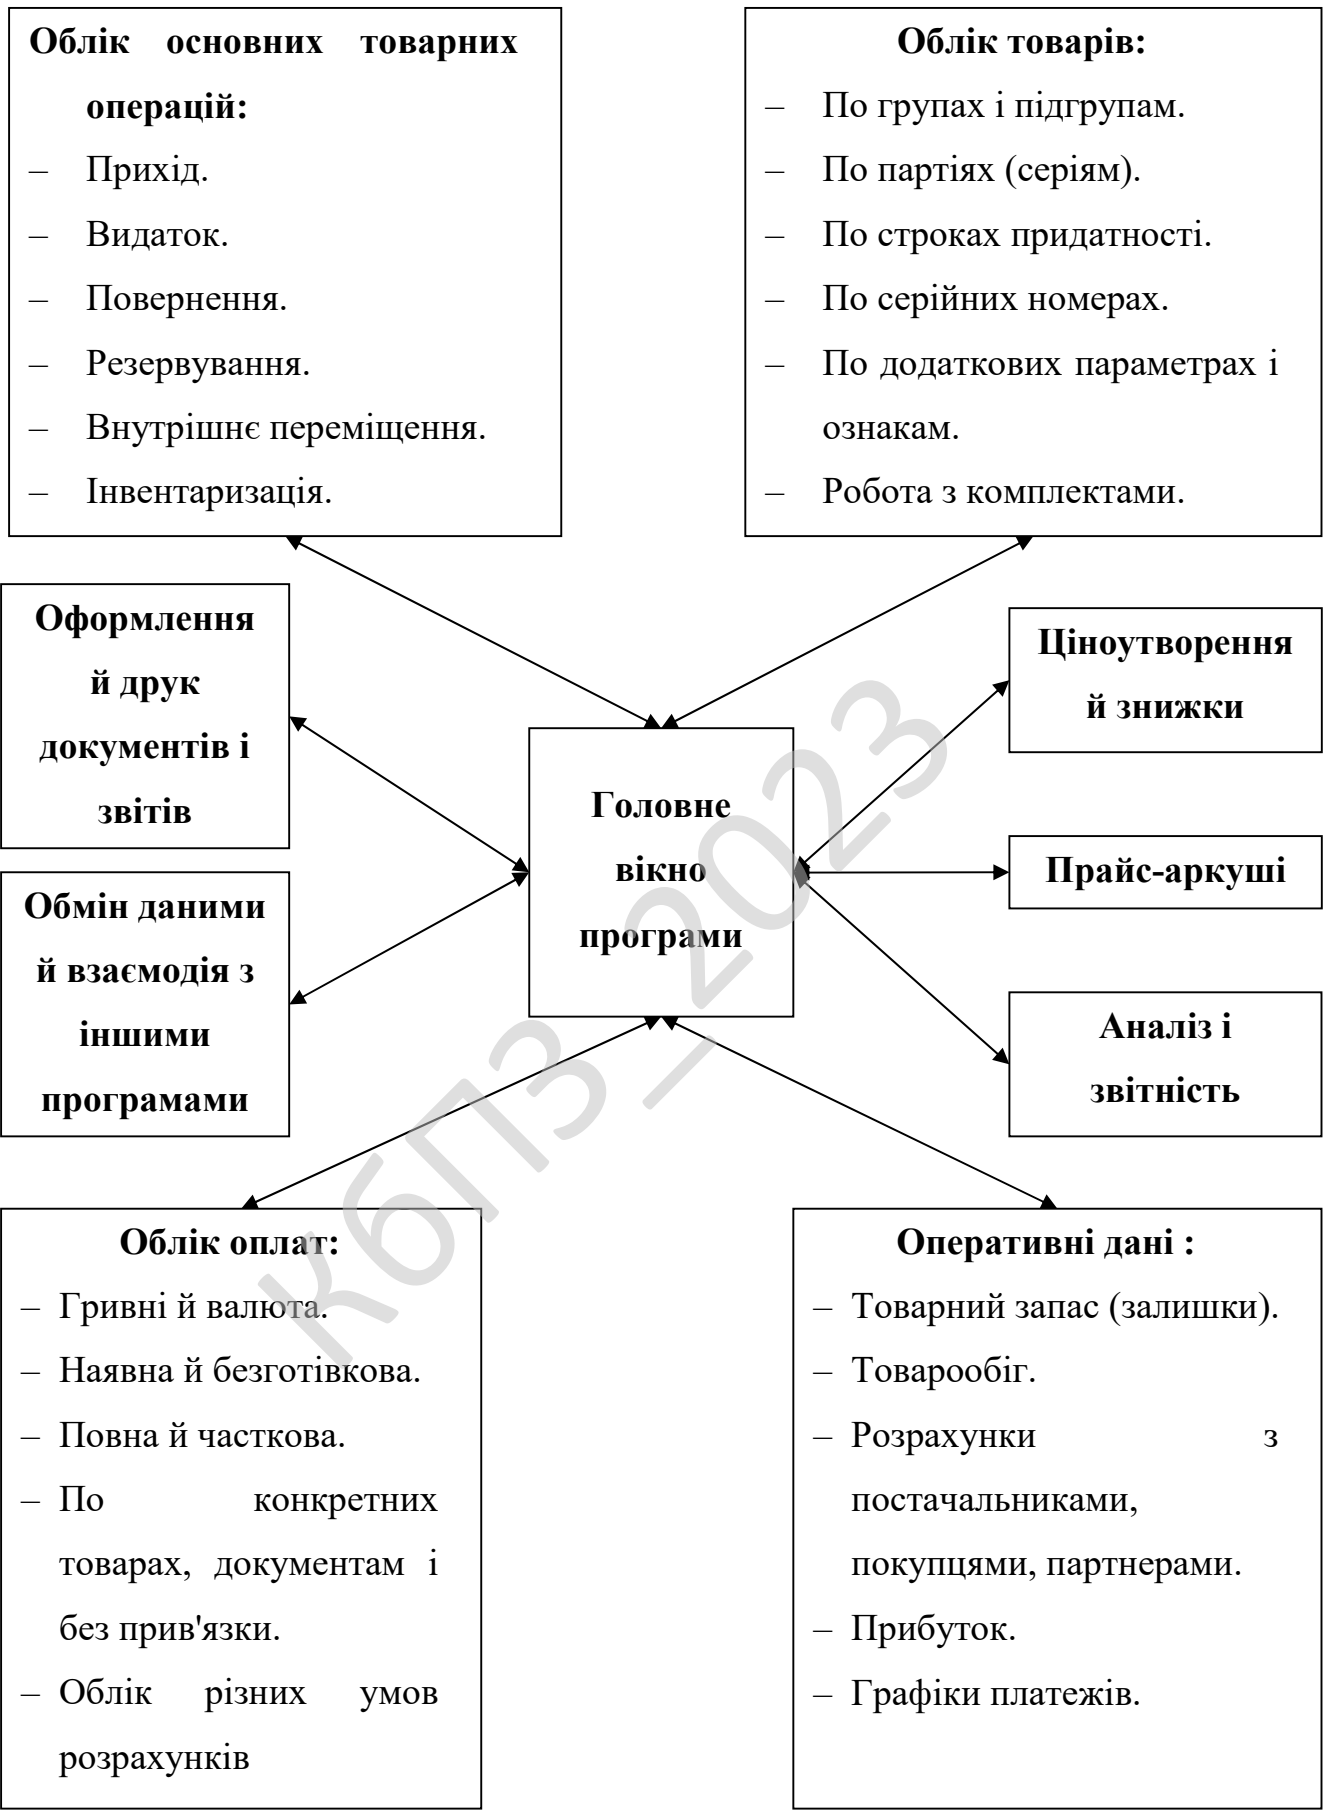 Облік основних товарних
операцій:
– Прихід.
– Видаток.
– Повернення.
– Резервування.
– Внутрішнє переміщення.
– Інвентаризація.
Облік товарів:
– По групах і підгрупам.
– По партіях (серіям).
– По строках придатності.
– По серійних номерах.
– По додаткових параметрах і
ознакам.
– Робота з комплектами.
Оформлення
й друк
документів і
звітів
Ціноутворення
й знижки
Головне
вікно
програми
Прайс-аркуші
Обмін даними
й взаємодія з
іншими
програмами
Аналіз і
звітність
Облік оплат:
– Гривні й валюта.
– Наявна й безготівкова.
– Повна й часткова.
– По конкретних
товарах, документам і
без прив'язки.
– Облік різних умов
розрахунків
Оперативні дані :
– Товарний запас (залишки).
– Товарообіг.
– Розрахунки з
постачальниками,
покупцями, партнерами.
– Прибуток.
– Графіки платежів.
КбПЗ_2023